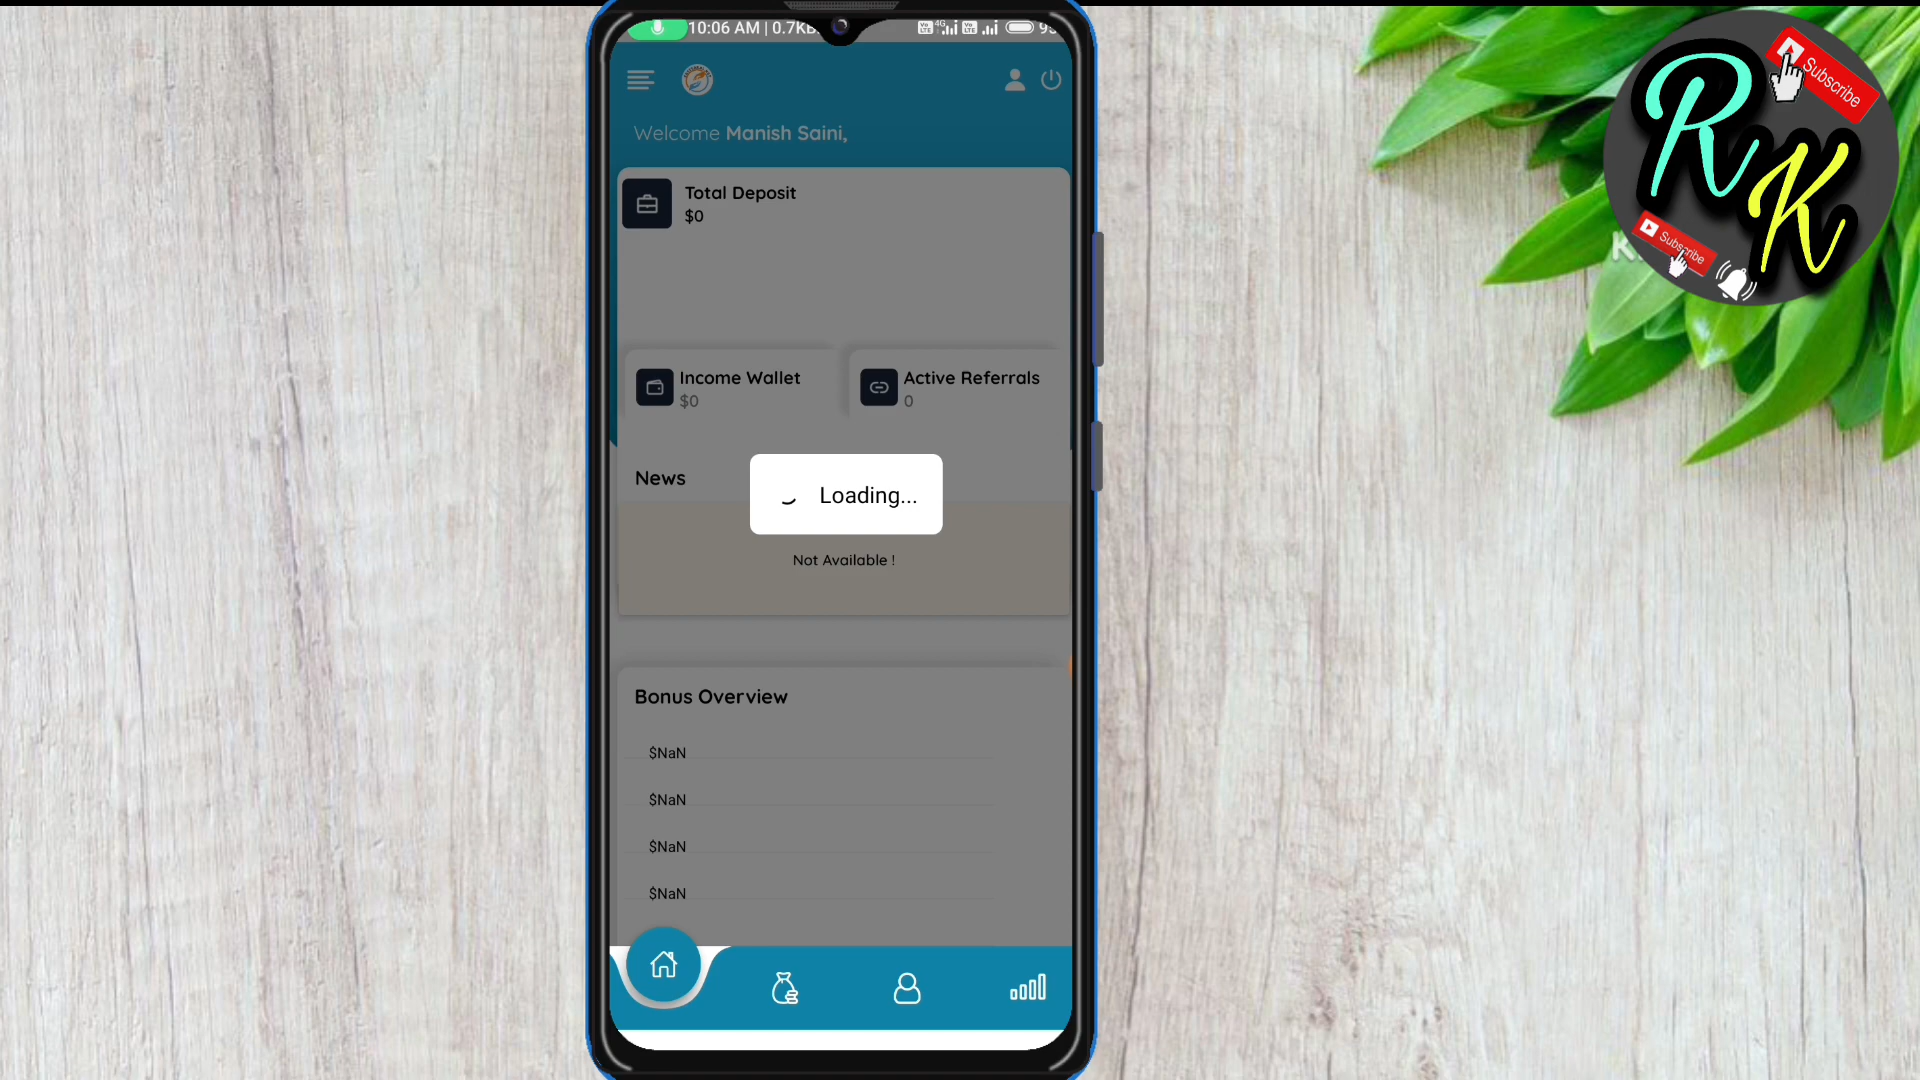 10:06 AM | 0.7KB
Welcome Manish Saini,
Total Deposit
$0
Income Wallet
$0
Active Referrals
0
News
Loading...
Not Available !
Bonus Overview
$NaN
$NaN
$NaN
$NaN
Subscribe
RK
Subscribe